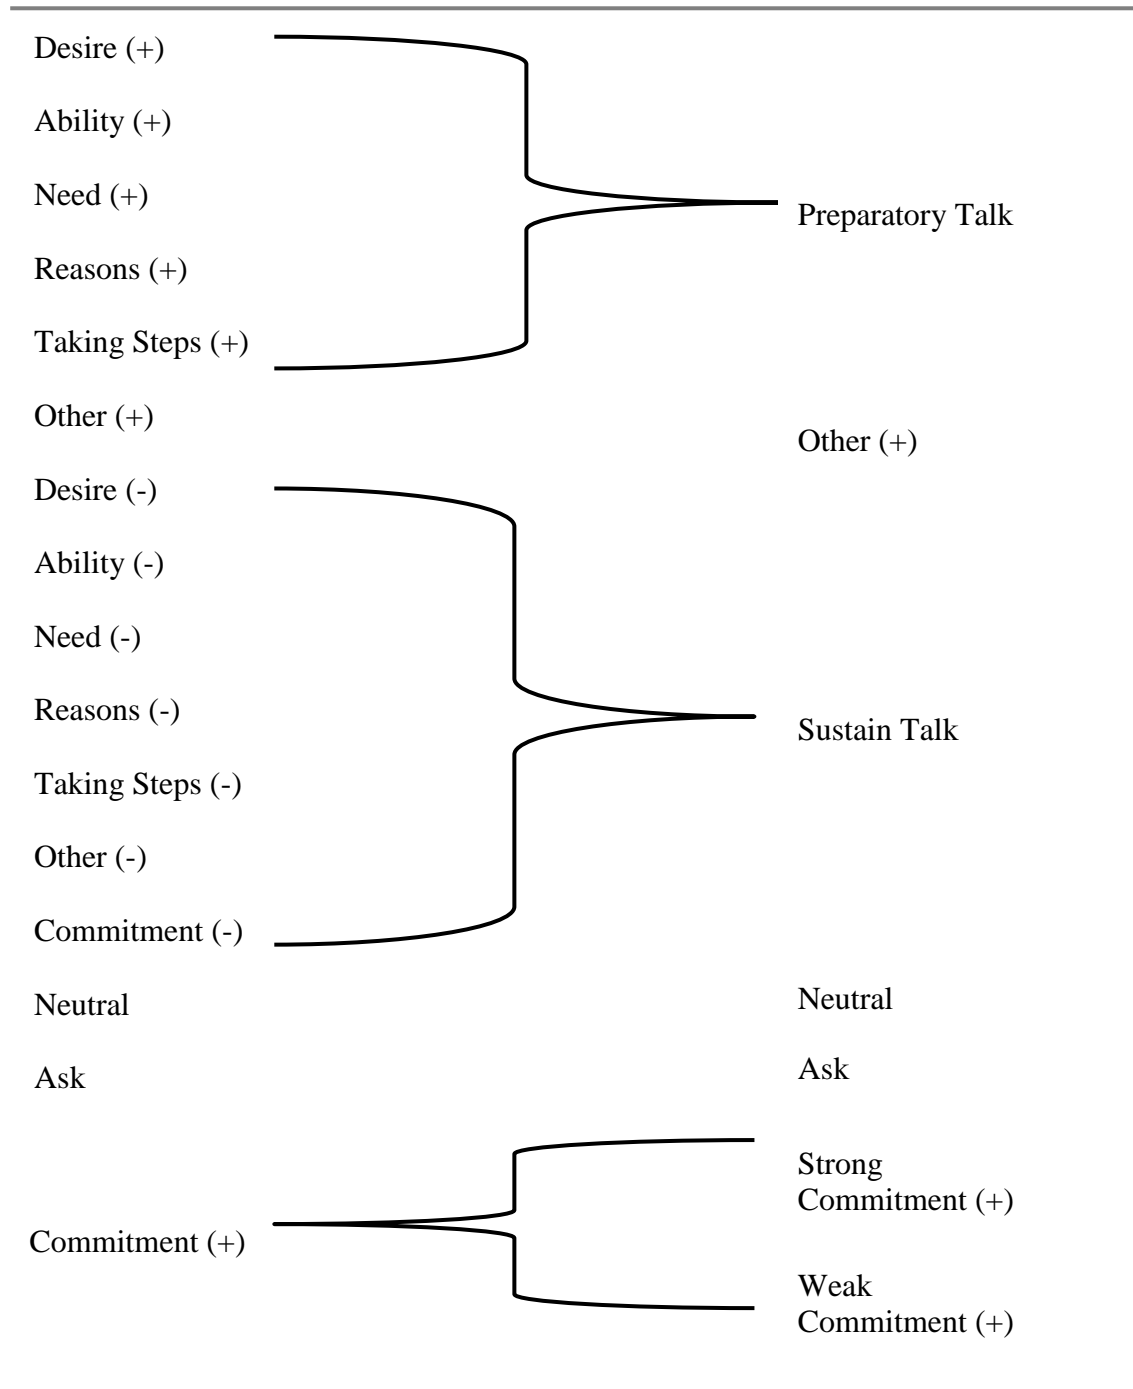 Desire (+)
Ability (+)
Need (+)
Preparatory Talk
Reasons (+)
Taking Steps (+)
Other (+)
Other (+)
Desire (-)
Ability (-)
Need (-)
Reasons (-)
Sustain Talk
Taking Steps (-)
Other (-)
Commitment (-)
Neutral
Neutral
Ask
Ask
Strong
Commitment (+)
Commitment (+)
Weak
Commitment (+)